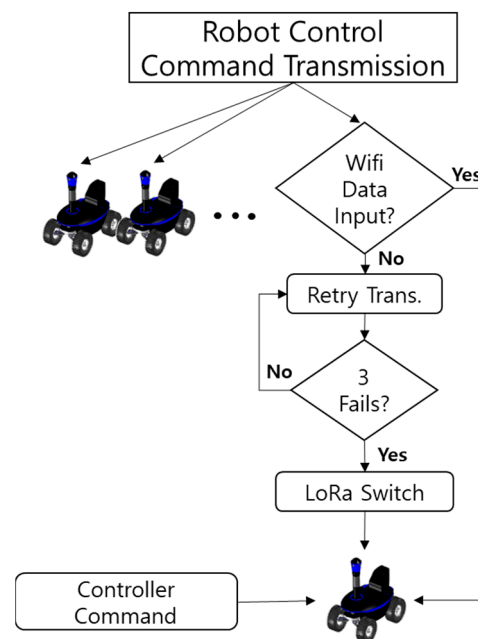 Robot Control
Command Transmission
Wifi
Data
Input?
Yes
No
Retry Trans.
No
3
Fails?
Yes
LoRa Switch
Controller
Command